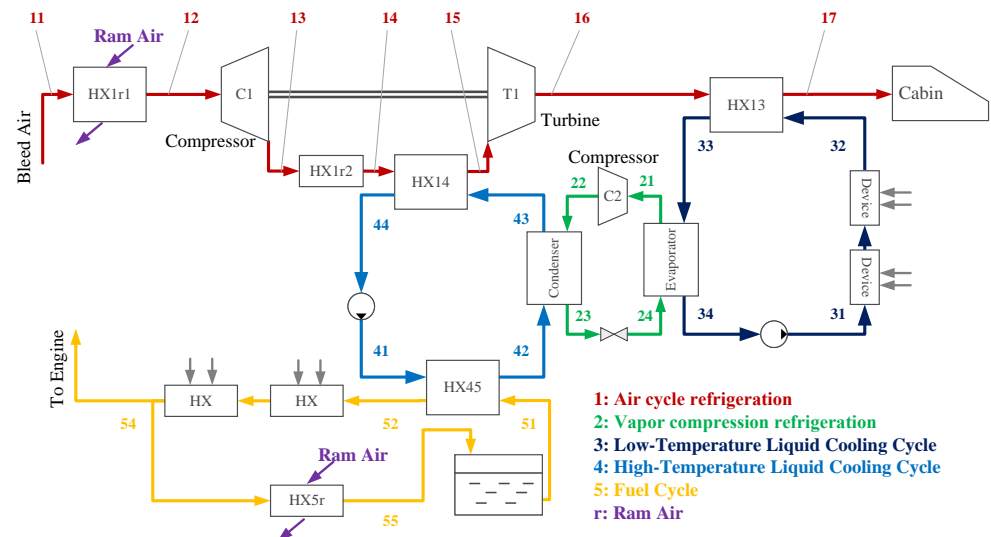 11
12
13
14
15
16
17
Ram Air
HX1r1
C1
T1
HX13
Cabin
Bleed Air
Compressor
Turbine
HX1r2
HX14
Compressor
33
32
22
21
C2
Device
44
43
Condenser
Evaporator
Device
23
24
34
31
41
42
To Engine
HX
HX
HX45
54
52
51
Ram Air
HX5r
55
1: Air cycle refrigeration
2: Vapor compression refrigeration
3: Low-Temperature Liquid Cooling Cycle
4: High-Temperature Liquid Cooling Cycle
5: Fuel Cycle
r: Ram Air